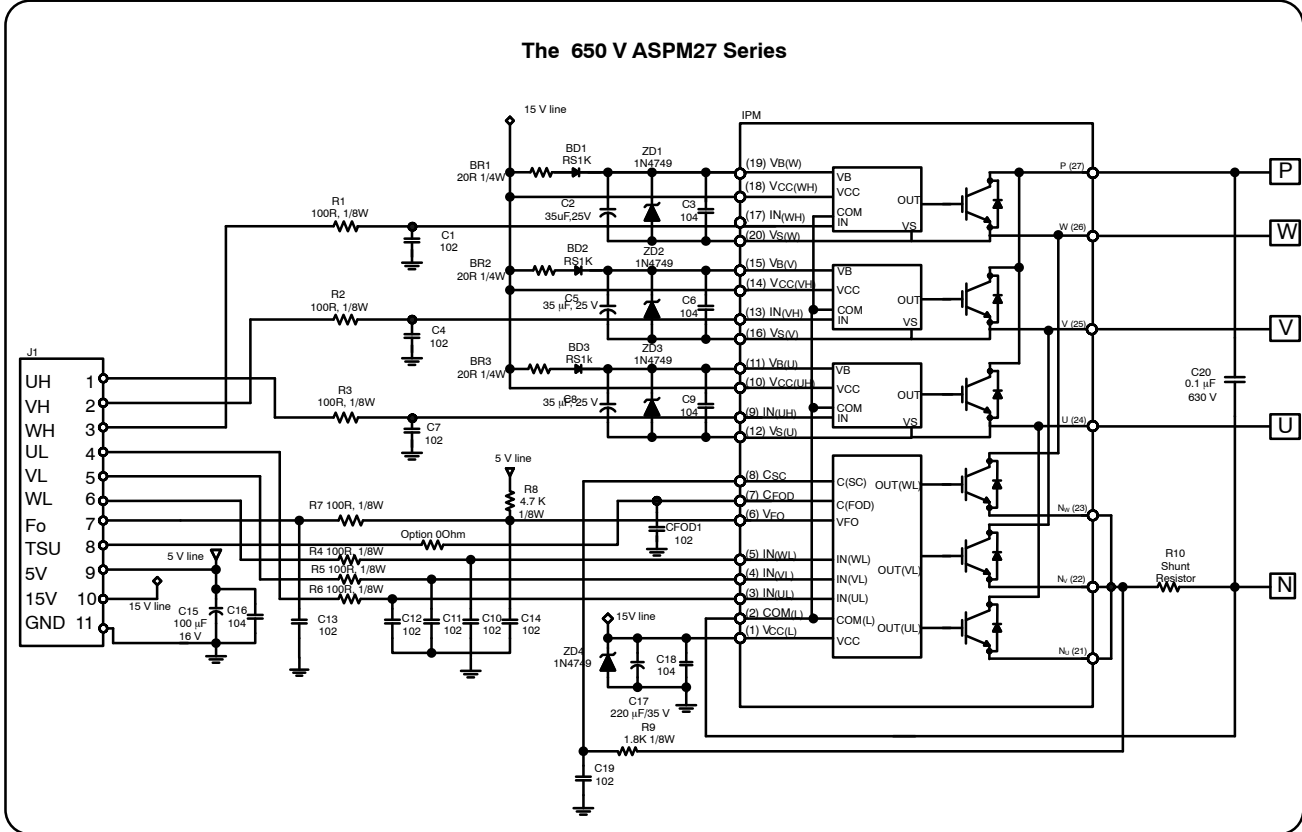 The 650 V ASPM27 Series
15 V line
IPM
BR1
20R 1/4W
BD1
RS1K
ZD1
1N4749
(19) VB(W)
VB
P (27)
P
(18) VCC(WH)
VCC
C2
35uF,25V
C3
104
OUT
R1
100R, 1/8W
(17) IN(WH)
COM
IN
C1
102
(20) VS(W)
VS
W (26)
W
BR2
20R 1/4W
BD2
RS1K
ZD2
1N4749
(15) VB(V)
VB
(14) VCC(VH)
VCC
C5
35 μF, 25 V
C6
104
OUT
R2
100R, 1/8W
(13) IN(VH)
COM
IN
C4
102
(16) VS(V)
VS
V (25)
V
BR3
20R 1/4W
BD3
RS1k
ZD3
1N4749
(11) VB(U)
VB
(10) VCC(UH)
VCC
C8
35 μF, 25 V
C9
104
OUT
R3
100R, 1/8W
(9) IN(UH)
COM
IN
C7
102
(12) VS(U)
VS
U (24)
U
C20
0.1 μF
630 V
J1
UH 1
VH 2
WH 3
UL 4
VL 5
WL 6
Fo 7
TSU 8
5V 9
15V 10
GND 11
5 V line
R8
4.7 K
1/8W
R7 100R, 1/8W
Option 0Ohm
R4 100R, 1/8W
R5 100R, 1/8W
R6 100R, 1/8W
5 V line
15 V line
C15
100 μF
16 V
C16
104
C13
102
C12
102
C11
102
C10
102
C14
102
CFOD1
102
(8) CSC
C(SC)
OUT(WL)
(7) CFOD
C(FOD)
(6) VFO
VFO
NW (23)
(5) IN(WL)
IN(WL)
OUT(VL)
(4) IN(VL)
IN(VL)
NV (22)
(3) IN(UL)
IN(UL)
(2) COM(L)
COM(L)
OUT(UL)
(1) VCC(L)
VCC
NU (21)
R10
Shunt
Resistor
N
15V line
ZD4
1N4749
C18
104
C17
220 μF/35 V
R9
1.8K 1/8W
C19
102